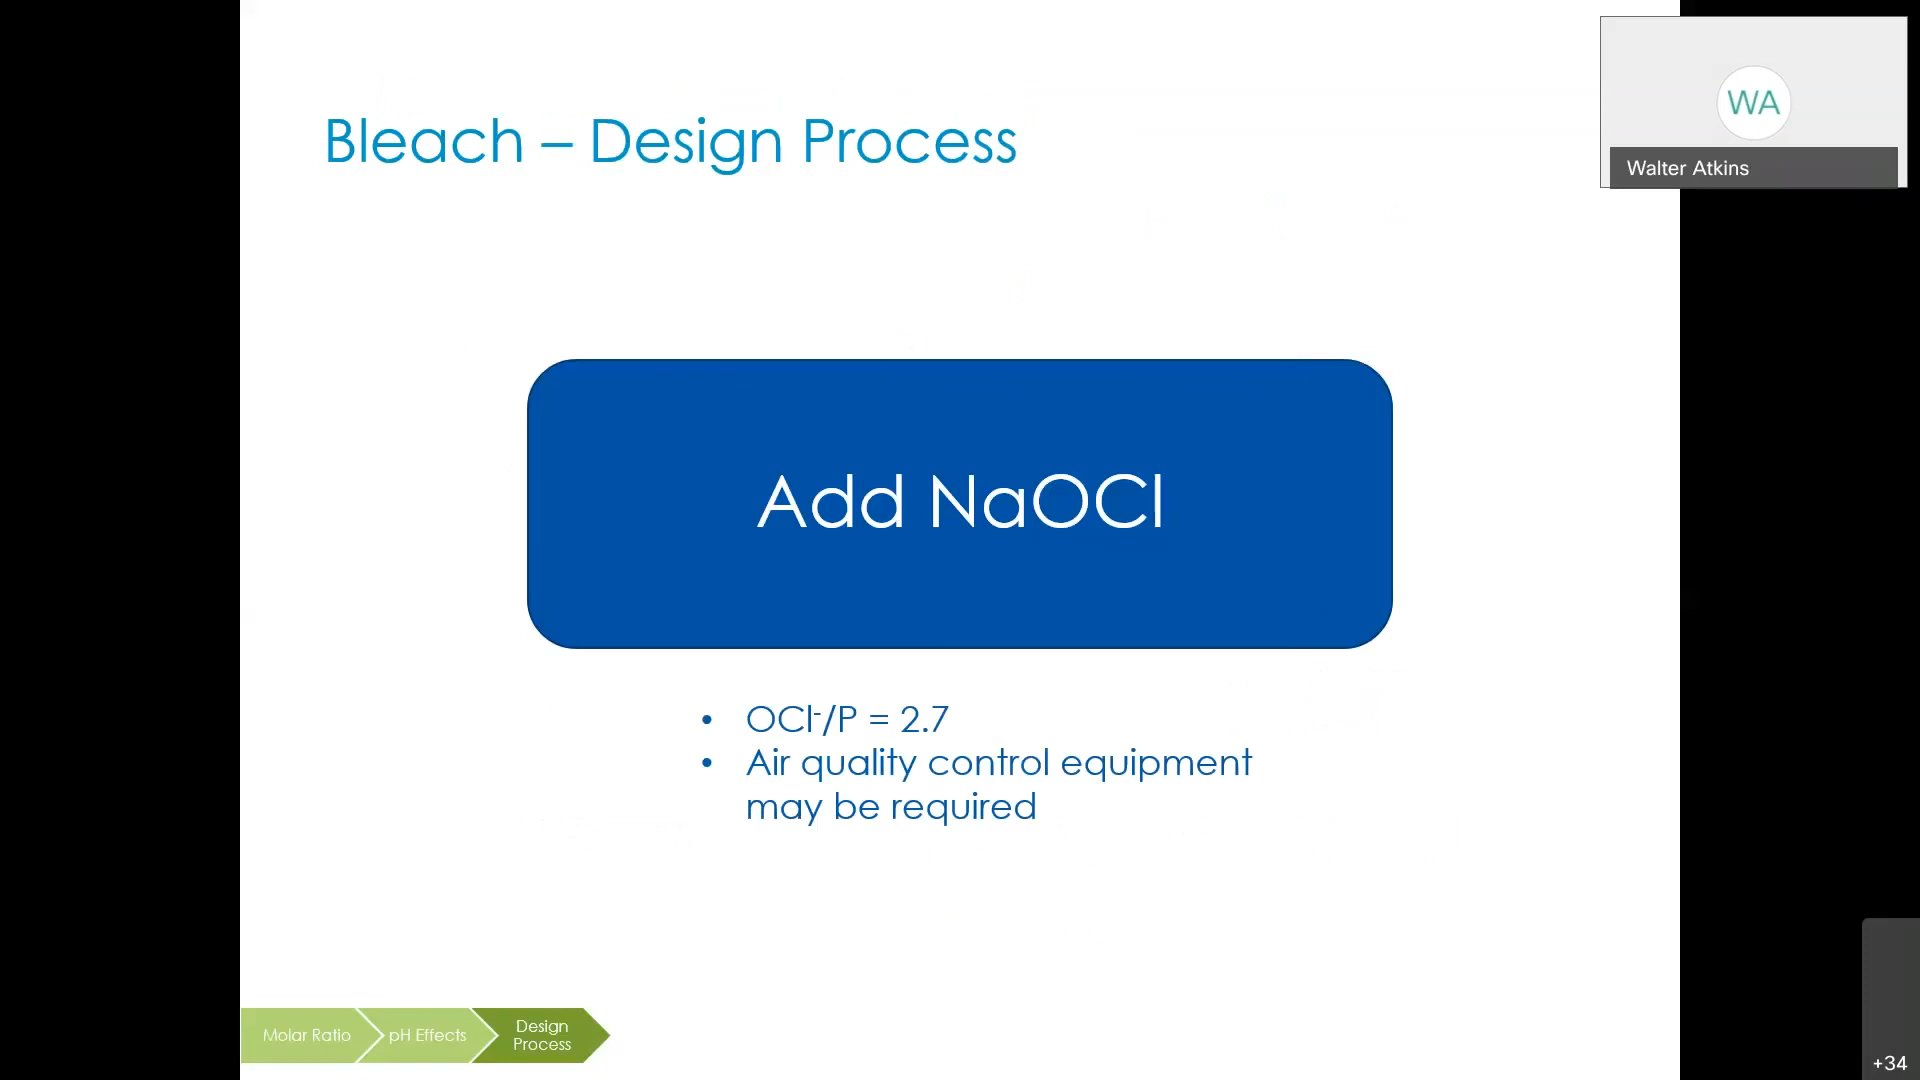 Bleach – Design Process
WA
Walter Atkins
Add NaOCl
• OCl⁻/P = 2.7
• Air quality control equipment
may be required
Molar Ratio
pH Effects
Design
Process
+34